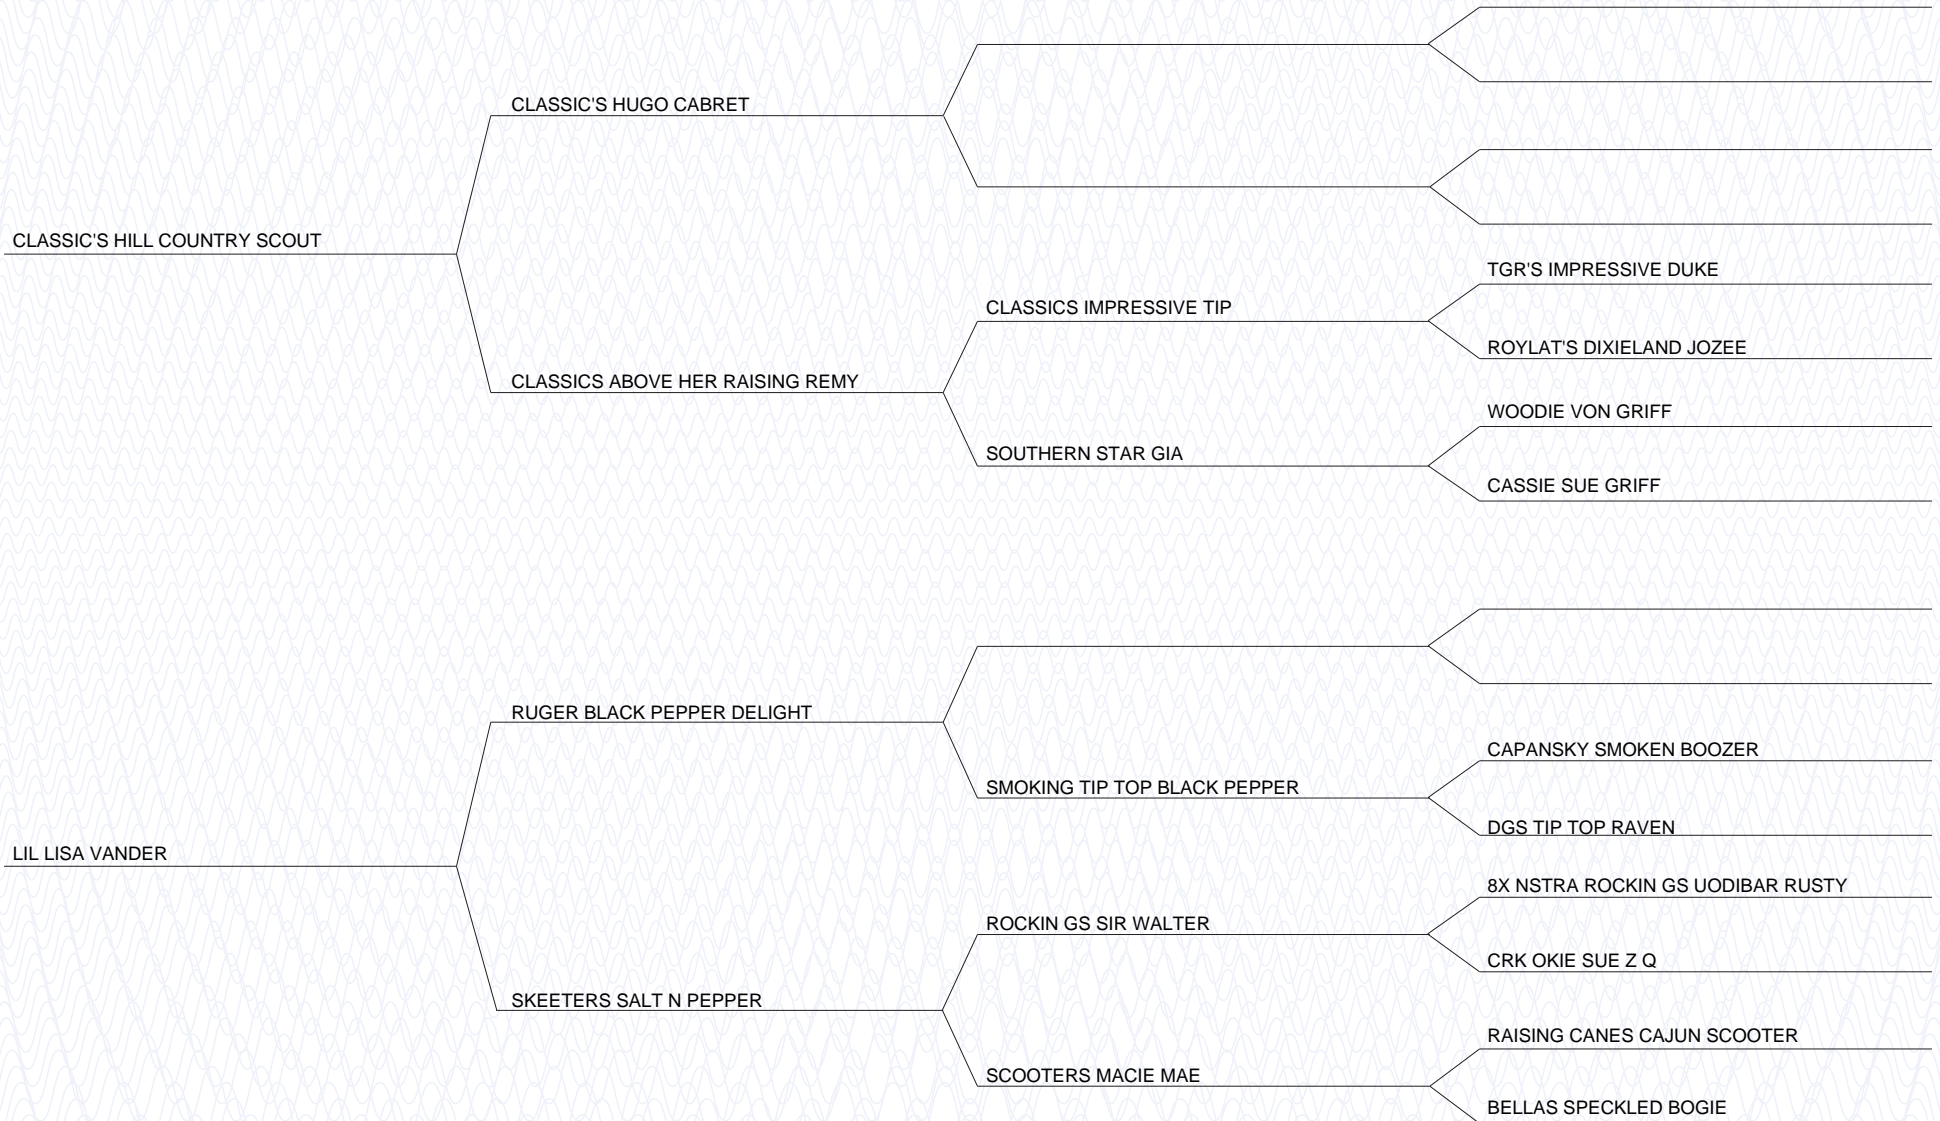 CLASSIC'S HUGO CABRET
CLASSIC'S HILL COUNTRY SCOUT
TGR'S IMPRESSIVE DUKE
CLASSICS IMPRESSIVE TIP
ROYLAT'S DIXIELAND JOZEE
CLASSICS ABOVE HER RAISING REMY
WOODIE VON GRIFF
SOUTHERN STAR GIA
CASSIE SUE GRIFF
RUGER BLACK PEPPER DELIGHT
CAPANSKY SMOKEN BOOZER
SMOKING TIP TOP BLACK PEPPER
DGS TIP TOP RAVEN
LIL LISA VANDER
8X NSTRA ROCKIN GS UODIBAR RUSTY
ROCKIN GS SIR WALTER
CRK OKIE SUE Z Q
SKEETERS SALT N PEPPER
RAISING CANES CAJUN SCOOTER
SCOOTERS MACIE MAE
BELLAS SPECKLED BOGIE